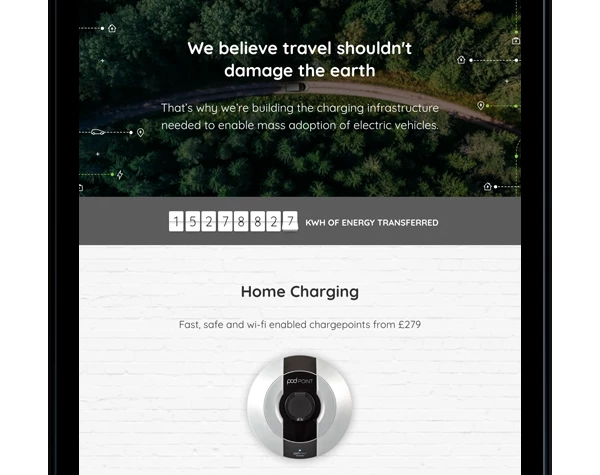 We believe travel shouldn't
damage the earth
That's why we're building the charging infrastructure
needed to enable mass adoption of electric vehicles.
15278827 KWH OF ENERGY TRANSFERRED
Home Charging
Fast, safe and wi-fi enabled chargepoints from £279
pod POINT